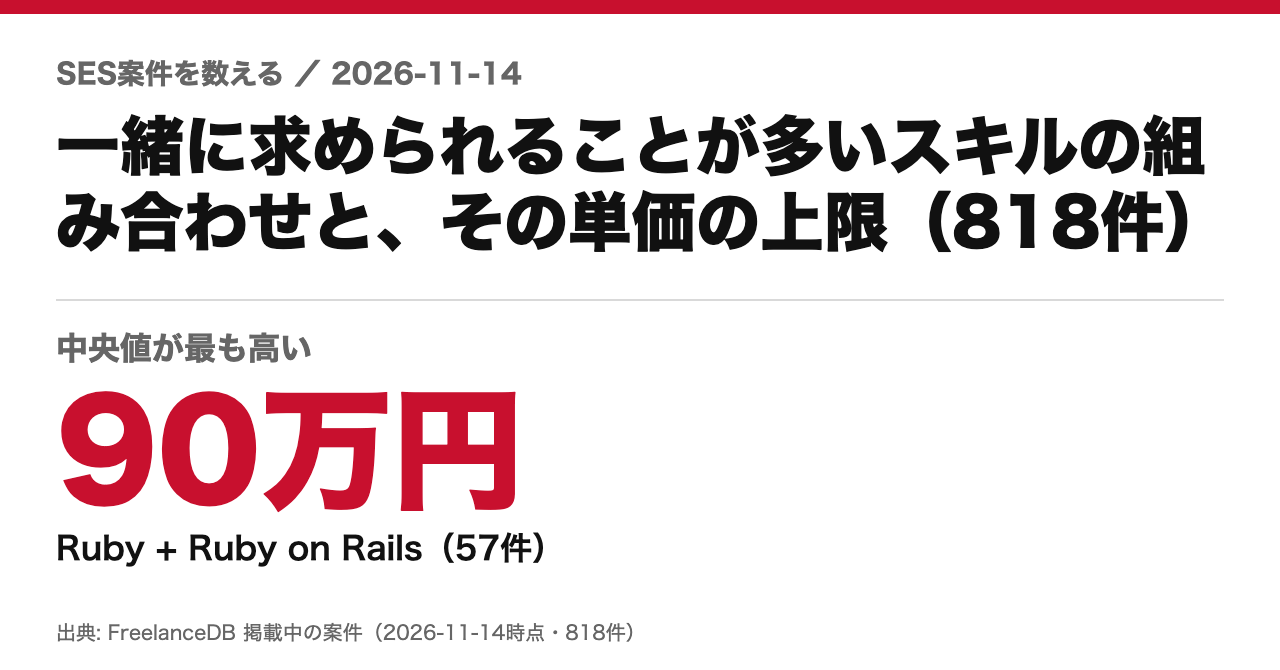 SES案件を数える ／ 2026-11-14
一緒に求められることが多いスキルの組
み合わせと、その単価の上限（818件）
中央値が最も高い
90万円
Ruby + Ruby on Rails（57件）
出典: FreelanceDB 掲載中の案件（2026-11-14時点・818件）